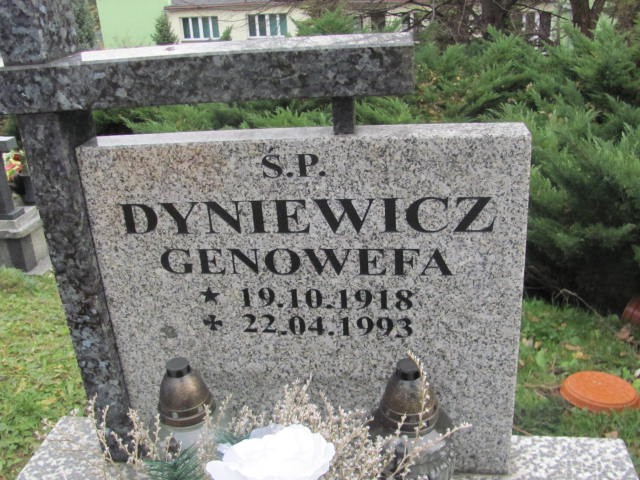 Ś.P.
DYNIEWICZ
GENOWEFA
★ 19.10.1918
✝ 22.04.1993